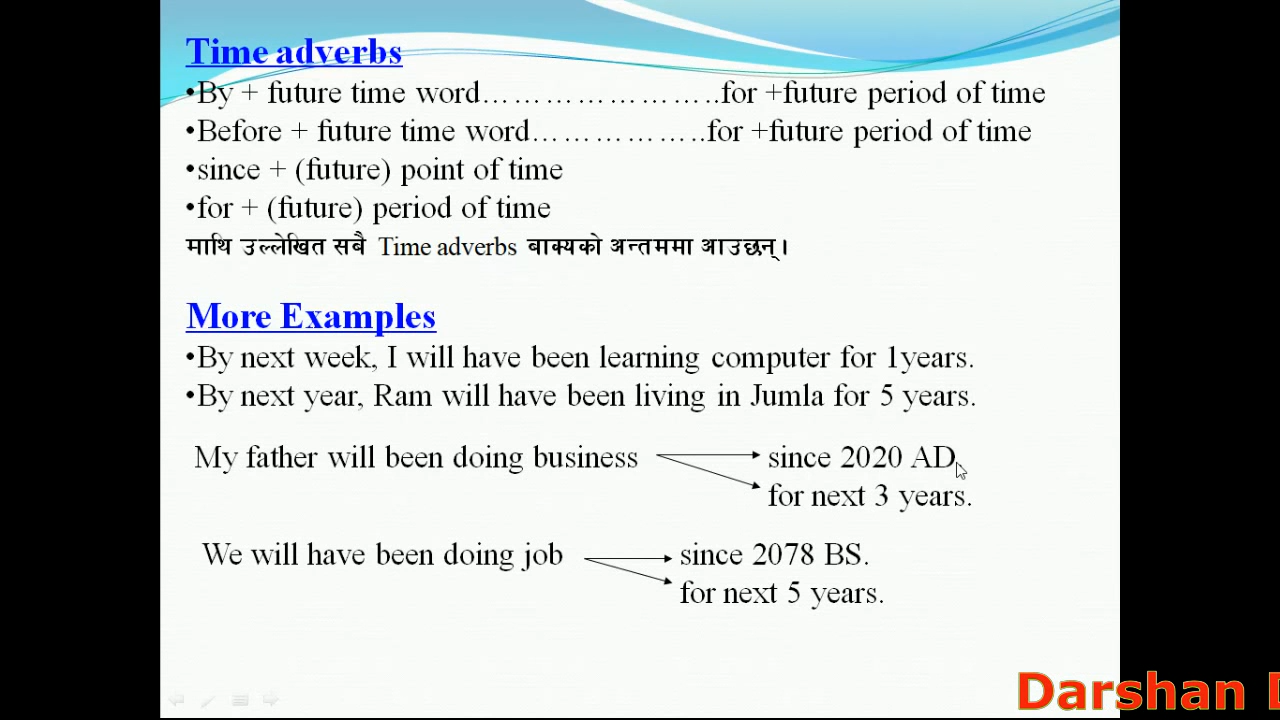 Time adverbs
•By + future time word…………………..for +future period of time
•Before + future time word……………..for +future period of time
•since + (future) point of time
•for + (future) period of time
माथि उल्लेखित सबै Time adverbs बाक्यको अन्तममा आउछन्।
More Examples
•By next week, I will have been learning computer for 1years.
•By next year, Ram will have been living in Jumla for 5 years.
My father will been doing business
since 2020 AD
for next 3 years.
We will have been doing job
since 2078 BS.
for next 5 years.
Darshan